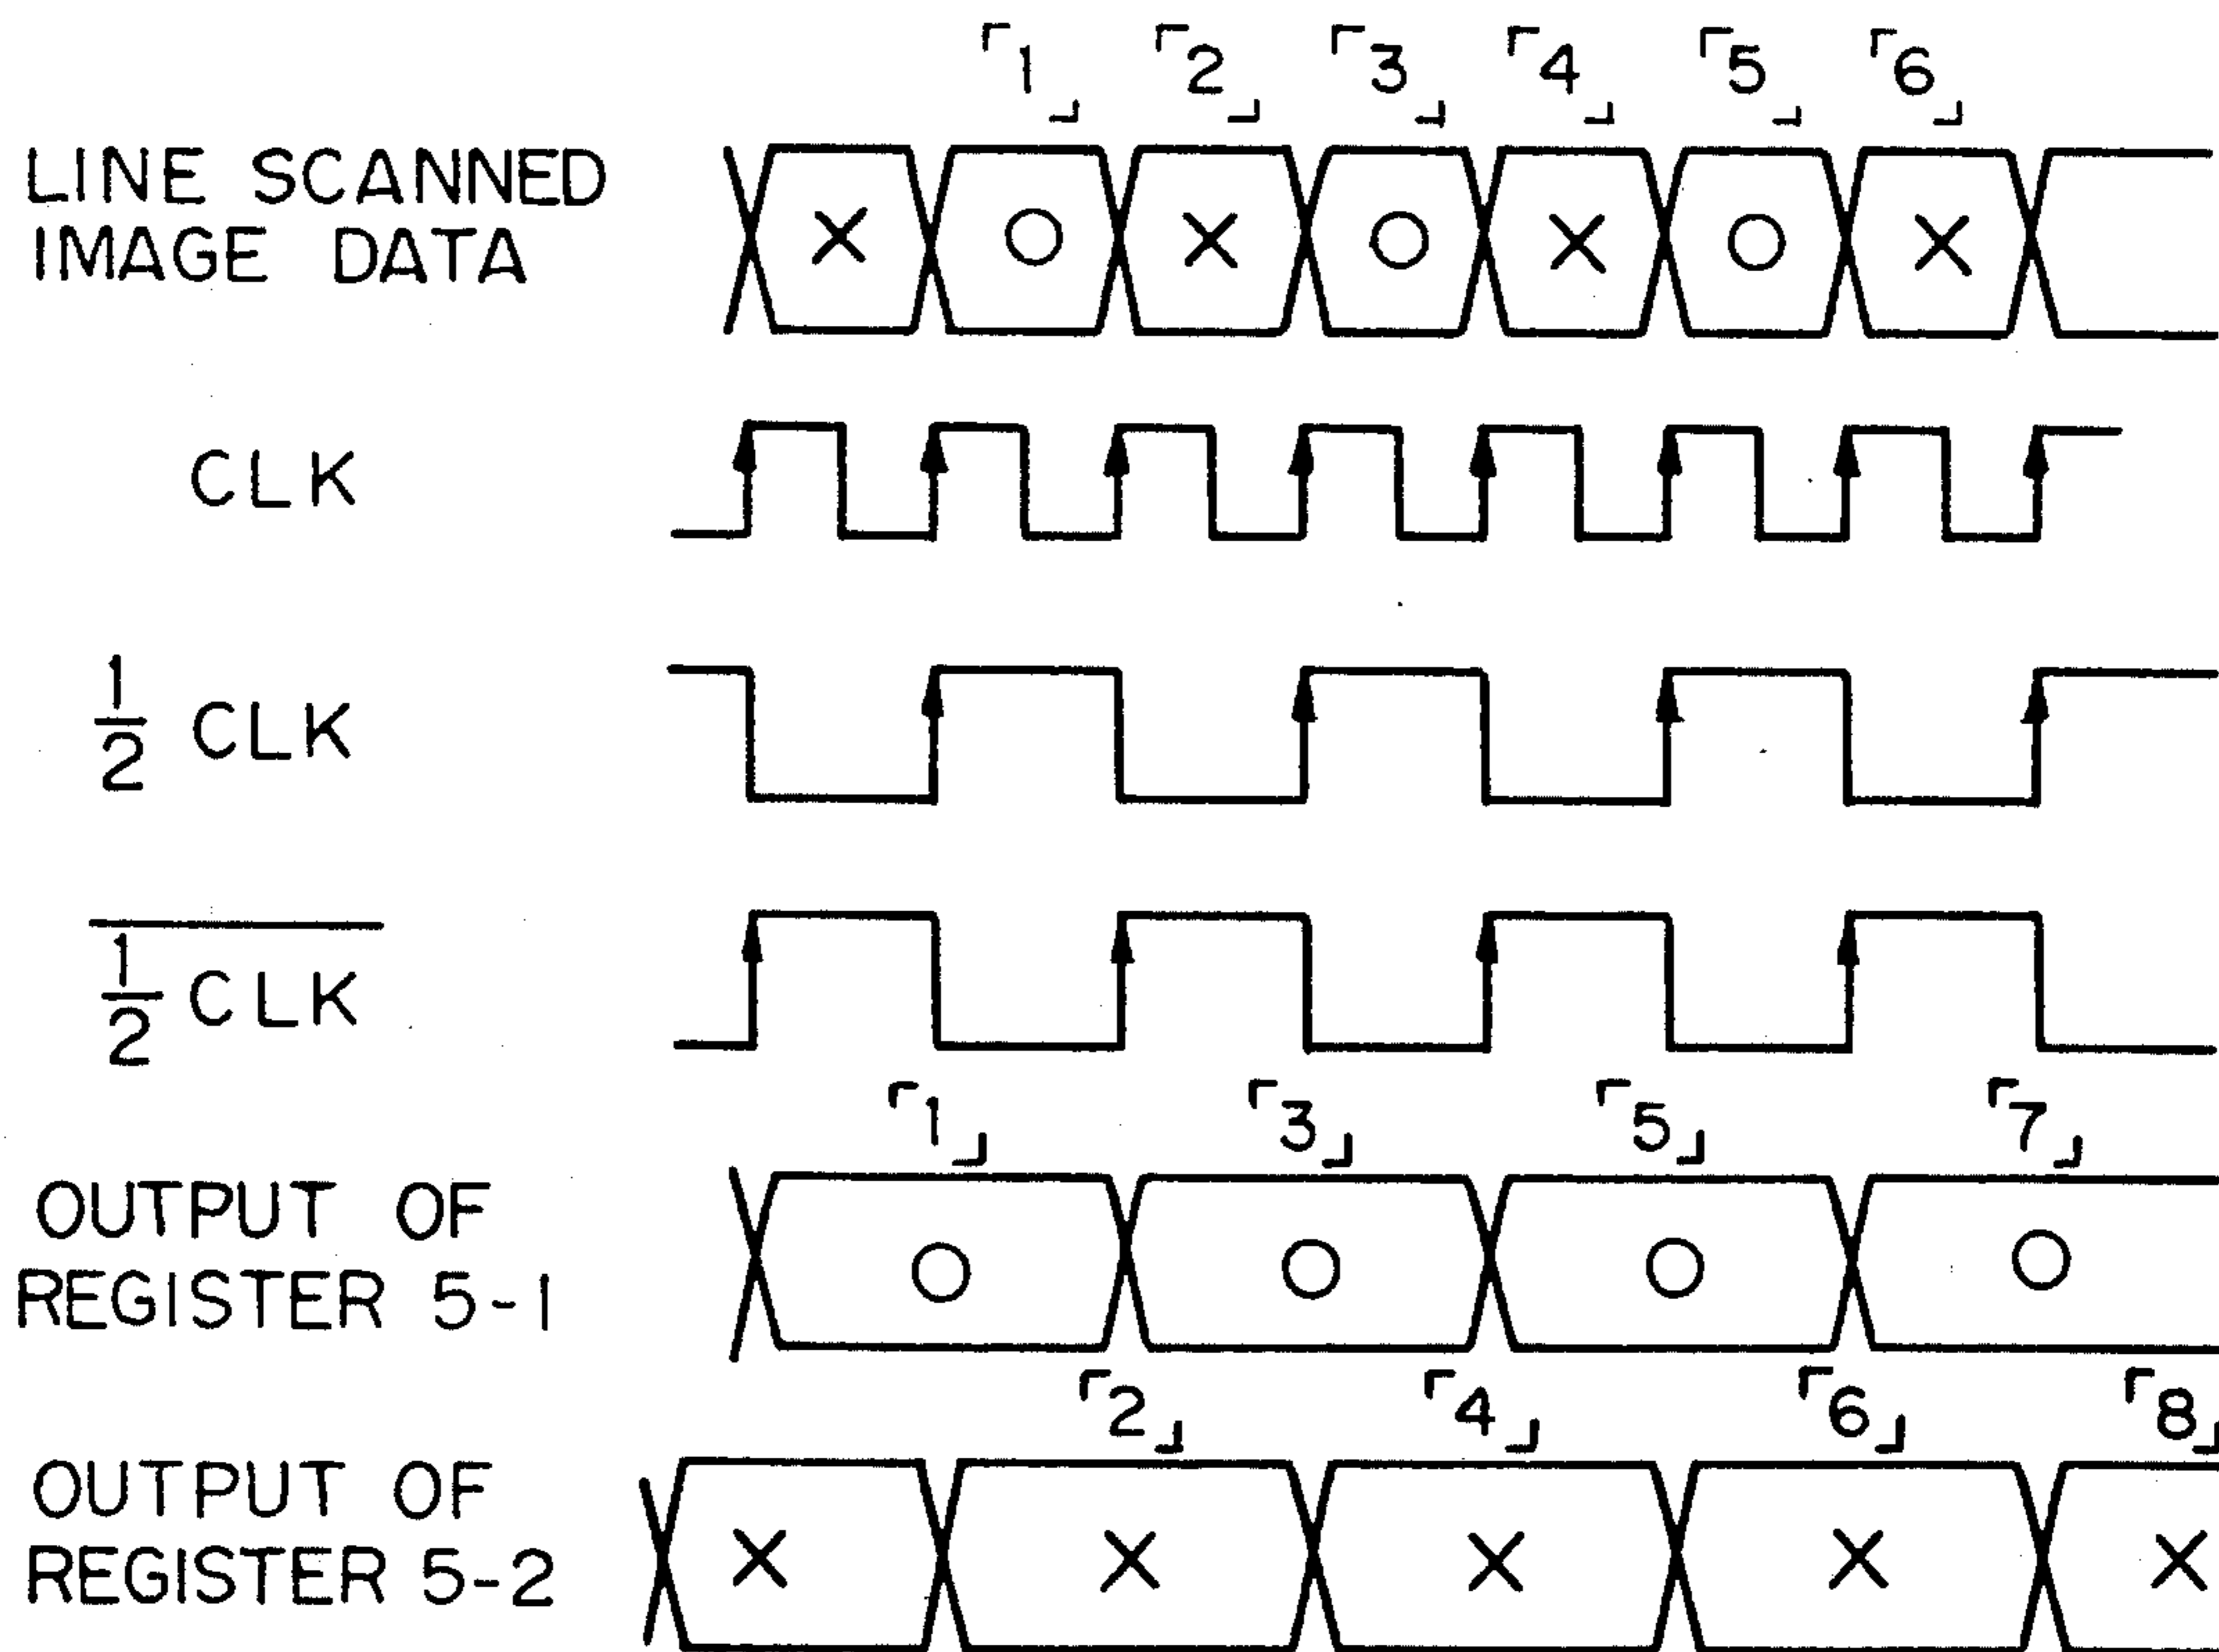 「1」 「2」 「3」 「4」 「5」 「6」
LINE SCANNED
IMAGE DATA
× ○ × ○ × ○ ×
CLK
1/2 CLK
1/2 CLK
「1」 「3」 「5」 「7」
OUTPUT OF
REGISTER 5-1
○ ○ ○ ○
「2」 「4」 「6」 「8」
OUTPUT OF
REGISTER 5-2
× × × × ×